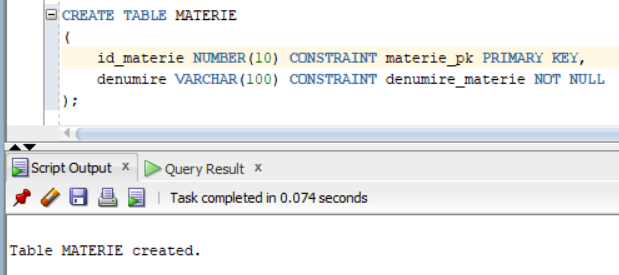 CREATE TABLE MATERIE
(
id_materie NUMBER(10) CONSTRAINT materie_pk PRIMARY KEY,
denumire VARCHAR(100) CONSTRAINT denumire_materie NOT NULL
);
Script Output x Query Result x
Task completed in 0.074 seconds
Table MATERIE created.